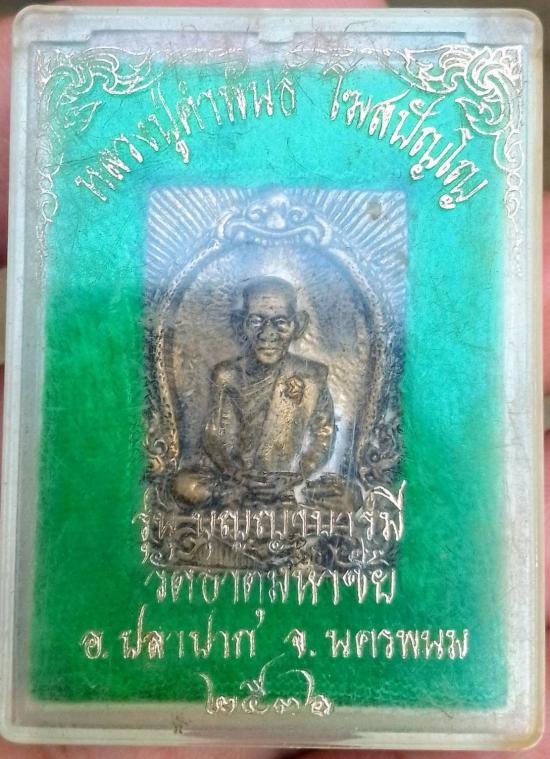 หลวงปู่คำพันธ์ โฆสปัญโญ
รุ่น บุญญาบารมี
วัดธาตุมหาชัย
อ. ปลาปาก จ. นครพนม
๒๕๓๖